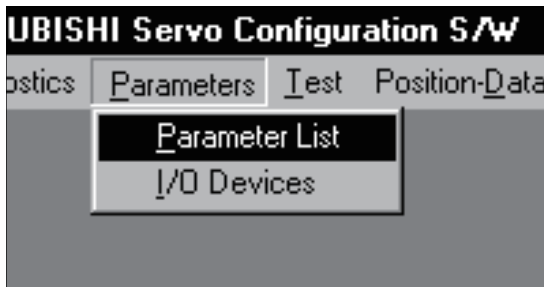 UBISHI Servo Configuration S/W
ostics Parameters Test Position-Data
Parameter List
I/O Devices